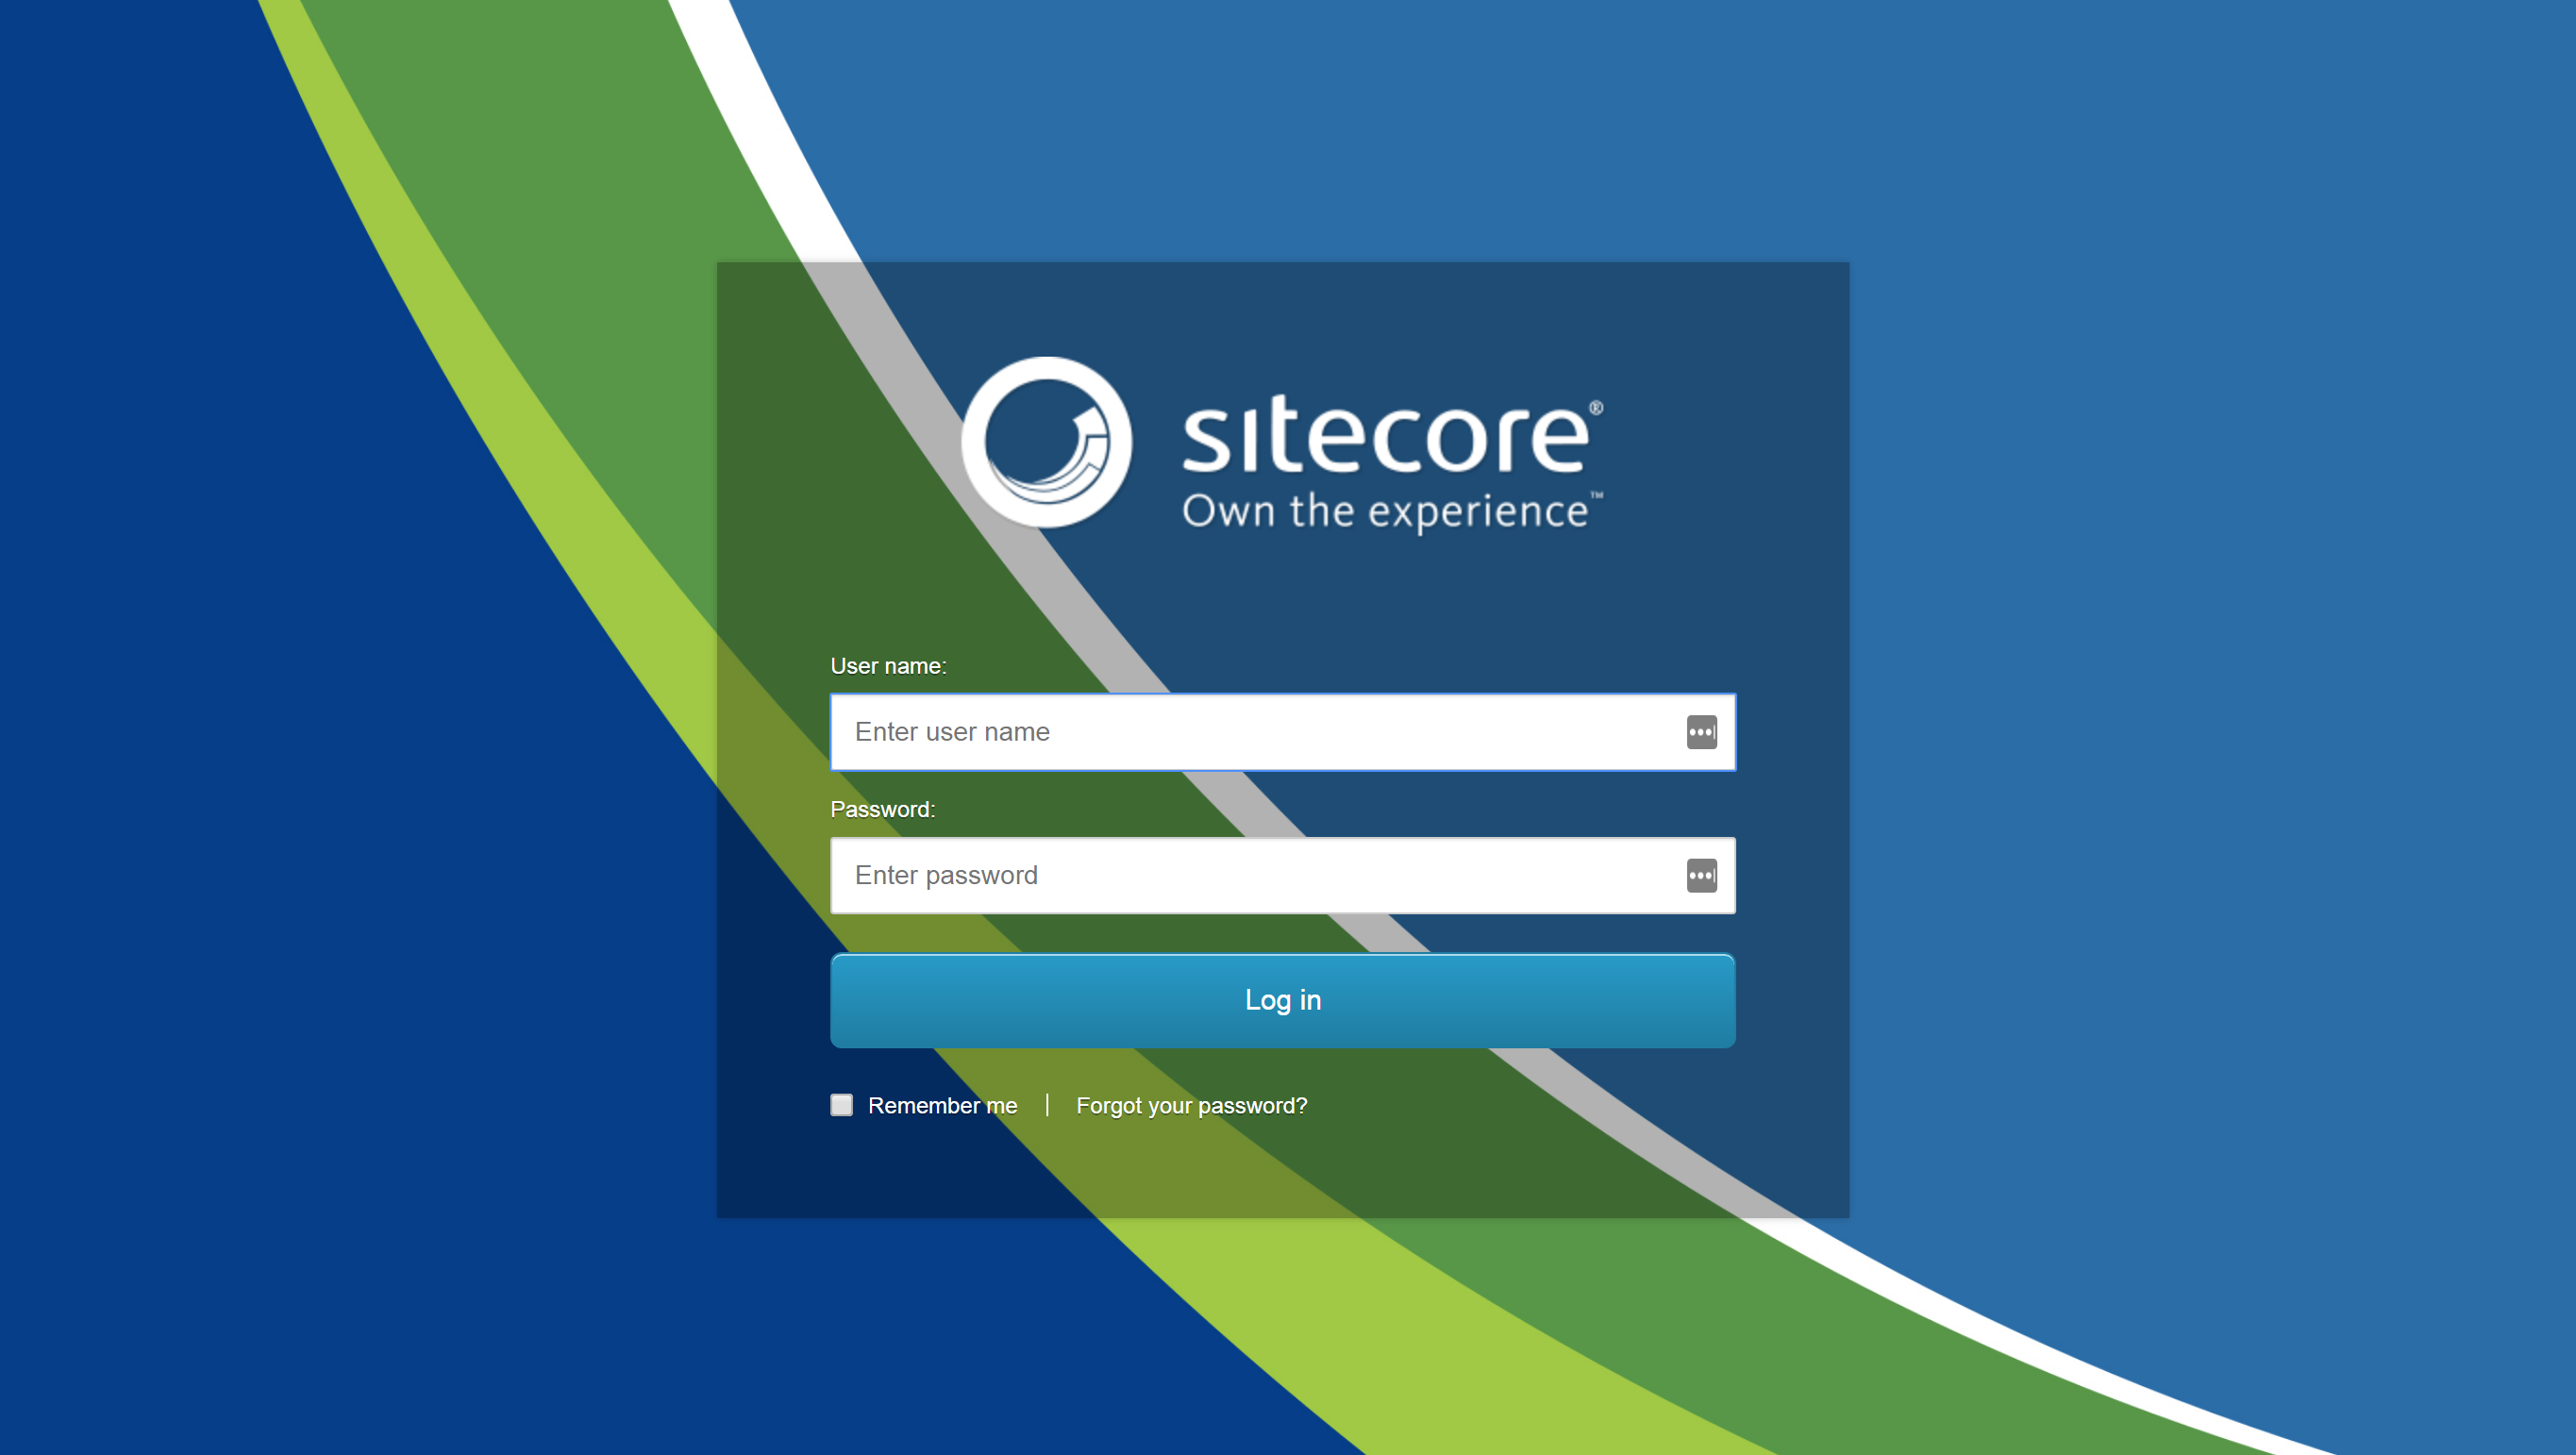 sitecore®
Own the experience™
User name:
Enter user name
Password:
Enter password
Log in
Remember me | Forgot your password?